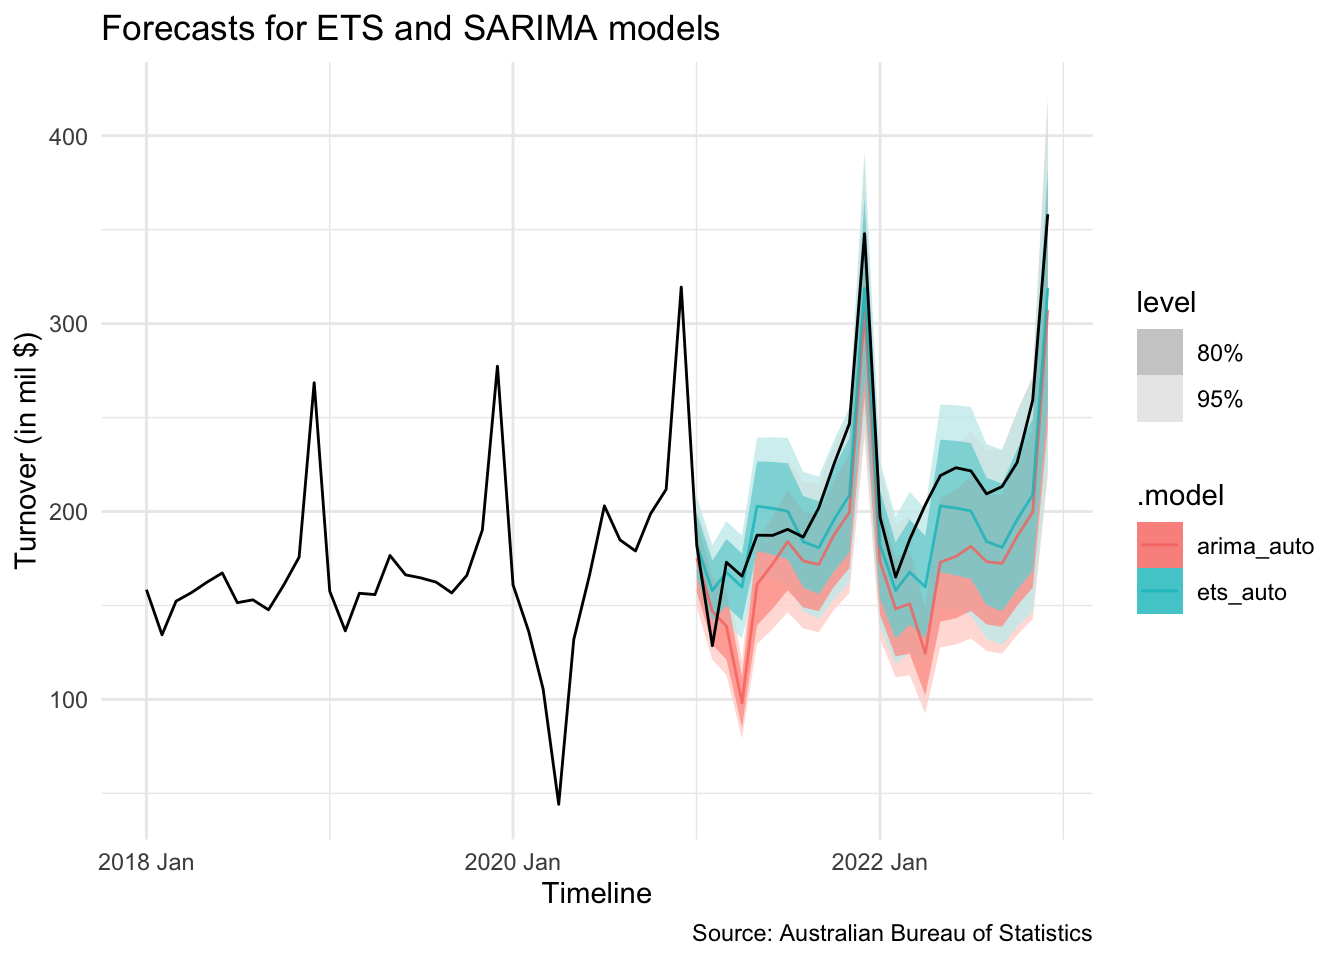 Forecasts for ETS and SARIMA models
400
300
200
100
Turnover (in mil $)
2018 Jan
2020 Jan
2022 Jan
Timeline
level
80%
95%
.model
arima_auto
ets_auto
Source: Australian Bureau of Statistics